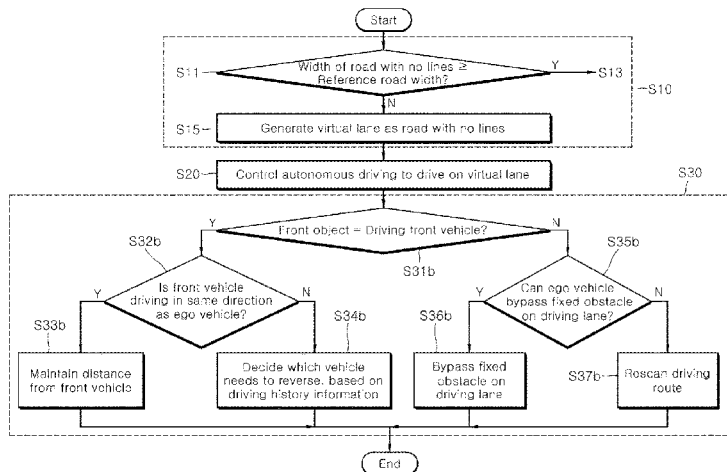 Start
Width of road with no lines ≥
Reference road width?
S11
Y
S13
S10
N
S15
Generate virtual lane as road with no lines
S20
Control autonomous driving to drive on virtual lane
S30
Y
Front object = Driving front vehicle?
N
S31b
S32b
S35b
Is front vehicle
driving in same direction
as ego vehicle?
Y
N
Can ego vehicle
bypass fixed obstacle
on driving lane?
Y
N
S33b
S34b
S36b
S37b
Maintain distance
from front vehicle
Decide which vehicle
needs to reverse, based on
driving history information
Bypass fixed
obstacle on
driving lane
Rescan driving
route
End